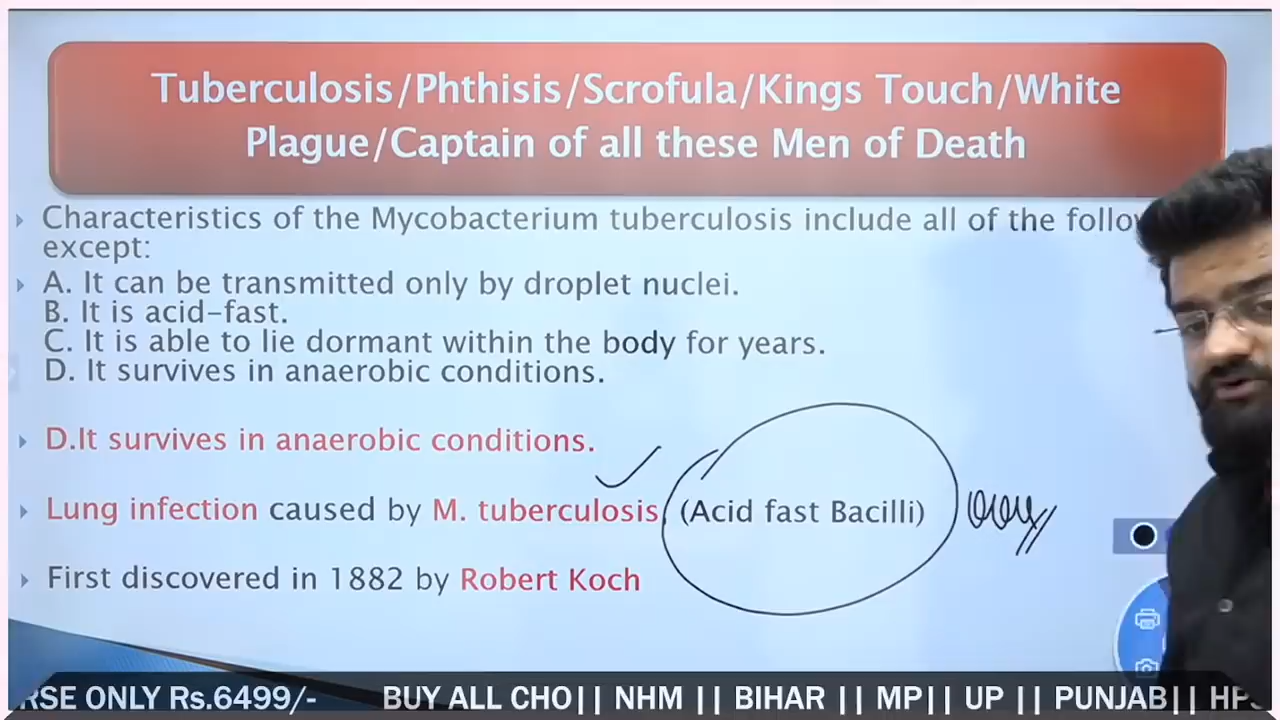 Tuberculosis/Phthisis/Scrofula/Kings Touch/White
Plague/Captain of all these Men of Death
Characteristics of the Mycobacterium tuberculosis include all of the follo
except:
A. It can be transmitted only by droplet nuclei.
B. It is acid-fast.
C. It is able to lie dormant within the body for years.
D. It survives in anaerobic conditions.
D.It survives in anaerobic conditions.
Lung infection caused by M. tuberculosis (Acid fast Bacilli)
First discovered in 1882 by Robert Koch
RSE ONLY Rs.6499/- BUY ALL CHO|| NHM || BIHAR || MP|| UP || PUNJAB|| HPS